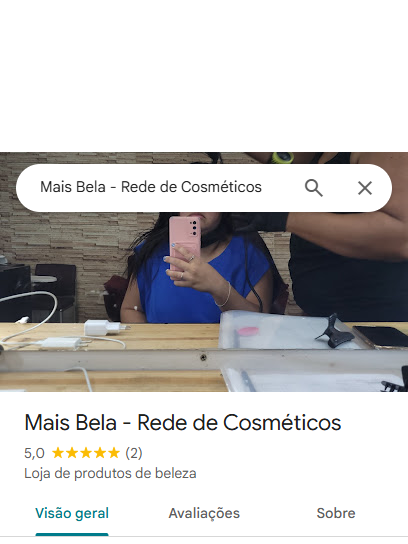 Mais Bela - Rede de Cosméticos
Mais Bela - Rede de Cosméticos
5,0 ★★★★★ (2)
Loja de produtos de beleza
Visão geral Avaliações Sobre